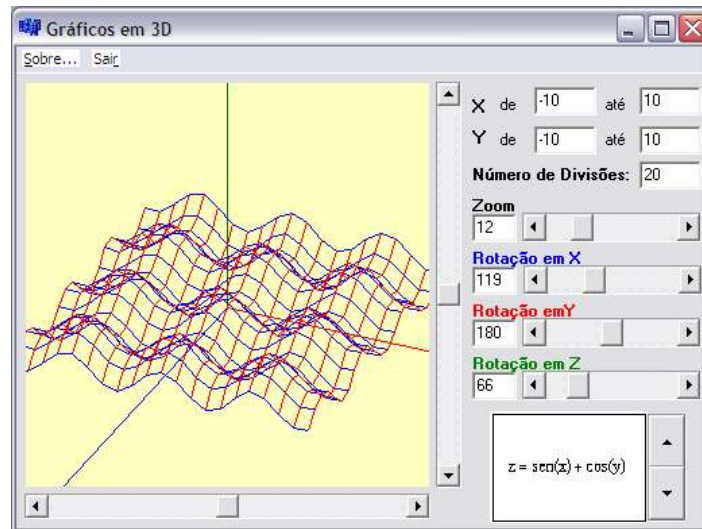 Gráficos em 3D
Sobre... Sair
X de -10 até 10
Y de -10 até 10
Número de Divisões: 20
Zoom
12
Rotação em X
119
Rotação emY
180
Rotação em Z
66
z = sen(x) + cos(y)